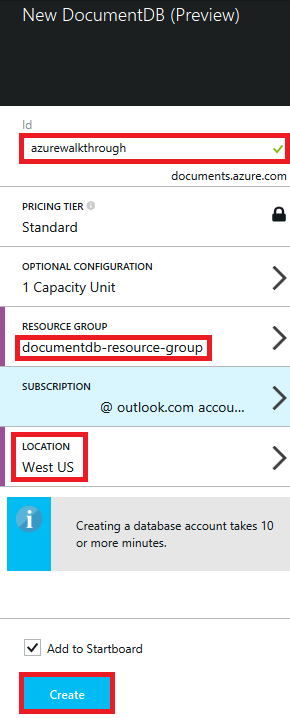 New DocumentDB (Preview)
Id
azurewalkthrough
documents.azure.com
PRICING TIER
Standard
OPTIONAL CONFIGURATION
1 Capacity Unit
RESOURCE GROUP
documentdb-resource-group
SUBSCRIPTION
@ outlook.com accou...
LOCATION
West US
Creating a database account takes 10
or more minutes.
Add to Startboard
Create